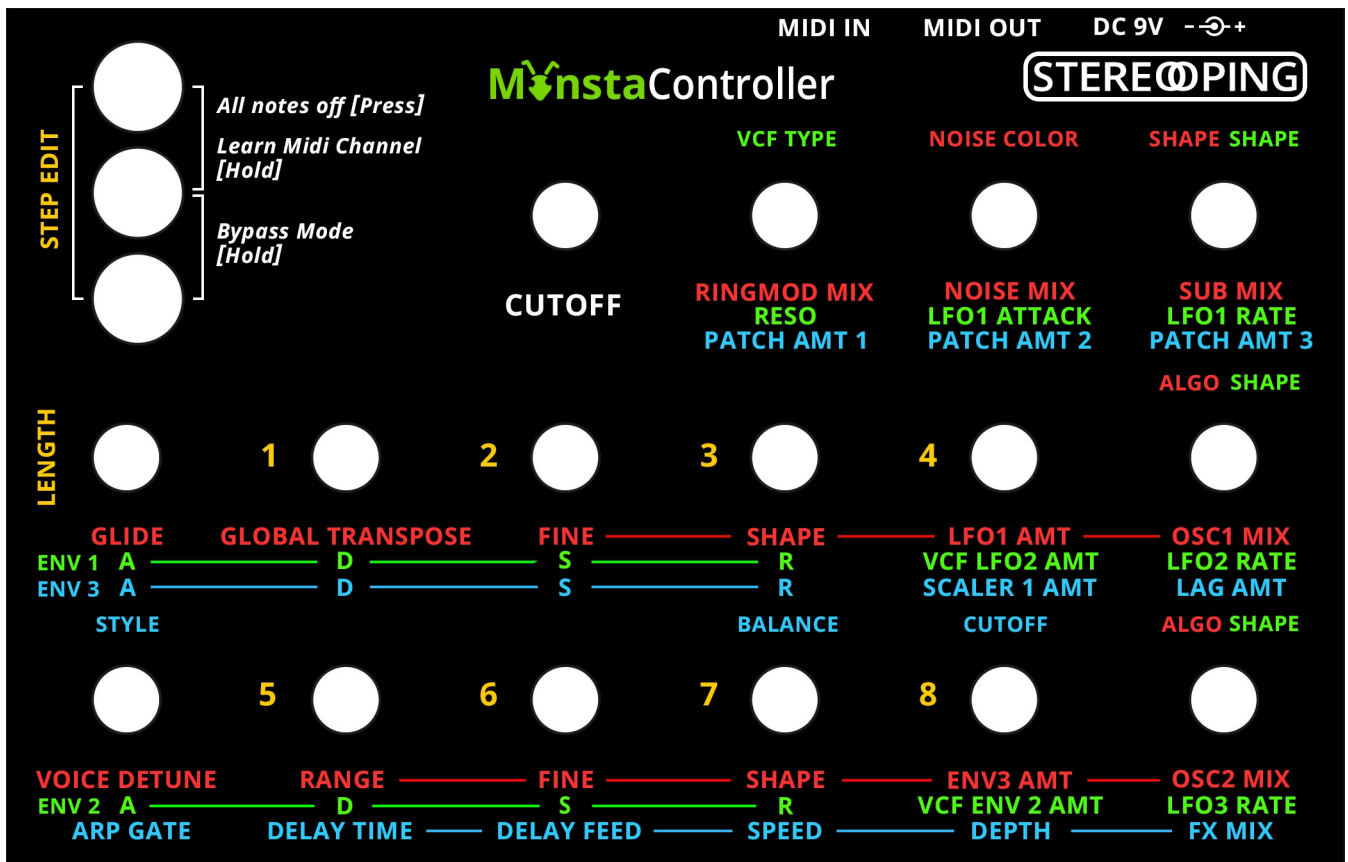 MIDI IN MIDI OUT DC 9V - +
MnstaController STEREOPING
All notes off [Press]
Learn Midi Channel
[Hold]
STEP EDIT
Bypass Mode
[Hold]
VCF TYPE NOISE COLOR SHAPE SHAPE
CUTOFF
RINGMOD MIX NOISE MIX SUB MIX
RESO LFO1 ATTACK LFO1 RATE
PATCH AMT 1 PATCH AMT 2 PATCH AMT 3
ALGO SHAPE
LENGTH
1 2 3 4
GLIDE GLOBAL TRANSPOSE FINE SHAPE LFO1 AMT OSC1 MIX
ENV 1 A D S R VCF LFO2 AMT LFO2 RATE
ENV 3 A D S R SCALER 1 AMT LAG AMT
STYLE BALANCE CUTOFF ALGO SHAPE
5 6 7 8
VOICE DETUNE RANGE FINE SHAPE ENV3 AMT OSC2 MIX
ENV 2 A D S R VCF ENV 2 AMT LFO3 RATE
ARP GATE DELAY TIME DELAY FEED SPEED DEPTH FX MIX